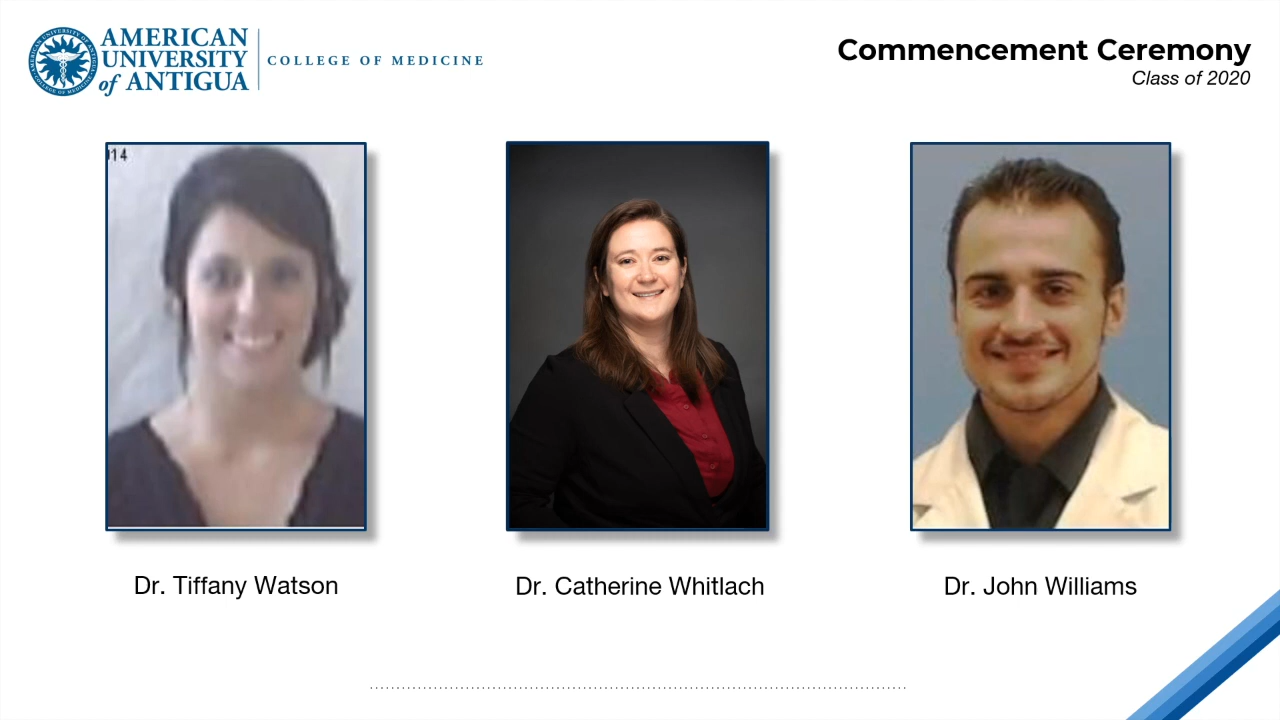 AMERICAN
UNIVERSITY
of ANTIGUA
COLLEGE OF MEDICINE
Commencement Ceremony
Class of 2020
014
Dr. Tiffany Watson
Dr. Catherine Whitlach
Dr. John Williams